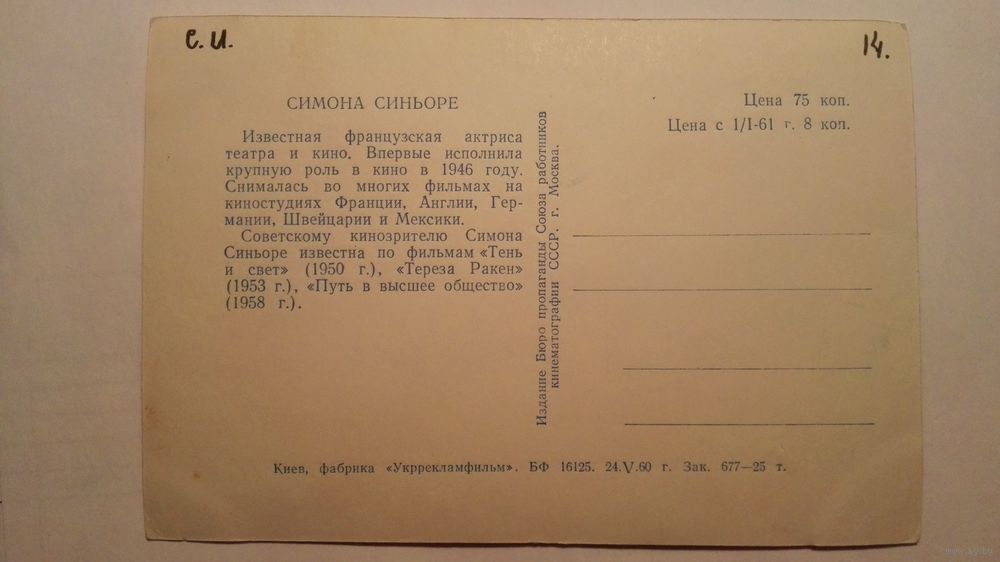 С.И.
14.
СИМОНА СИНЬОРЕ
Известная французская актриса
театра и кино. Впервые исполнила
крупную роль в кино в 1946 году.
Снималась во многих фильмах на
киностудиях Франции, Англии, Гер-
мании, Швейцарии и Мексики.
Советскому кинозрителю Симона
Синьоре известна по фильмам «Тень
и свет» (1950 г.), «Тереза Ракен»
(1953 г.), «Путь в высшее общество»
(1958 г.).
Издание Бюро пропаганды Союза работников
кинематографии СССР. г. Москва.
Цена 75 коп.
Цена с 1/I-61 г. 8 коп.
Киев, фабрика «Укррекламфильм». БФ 16125. 24.V.60 г. Зак. 677—25 т.